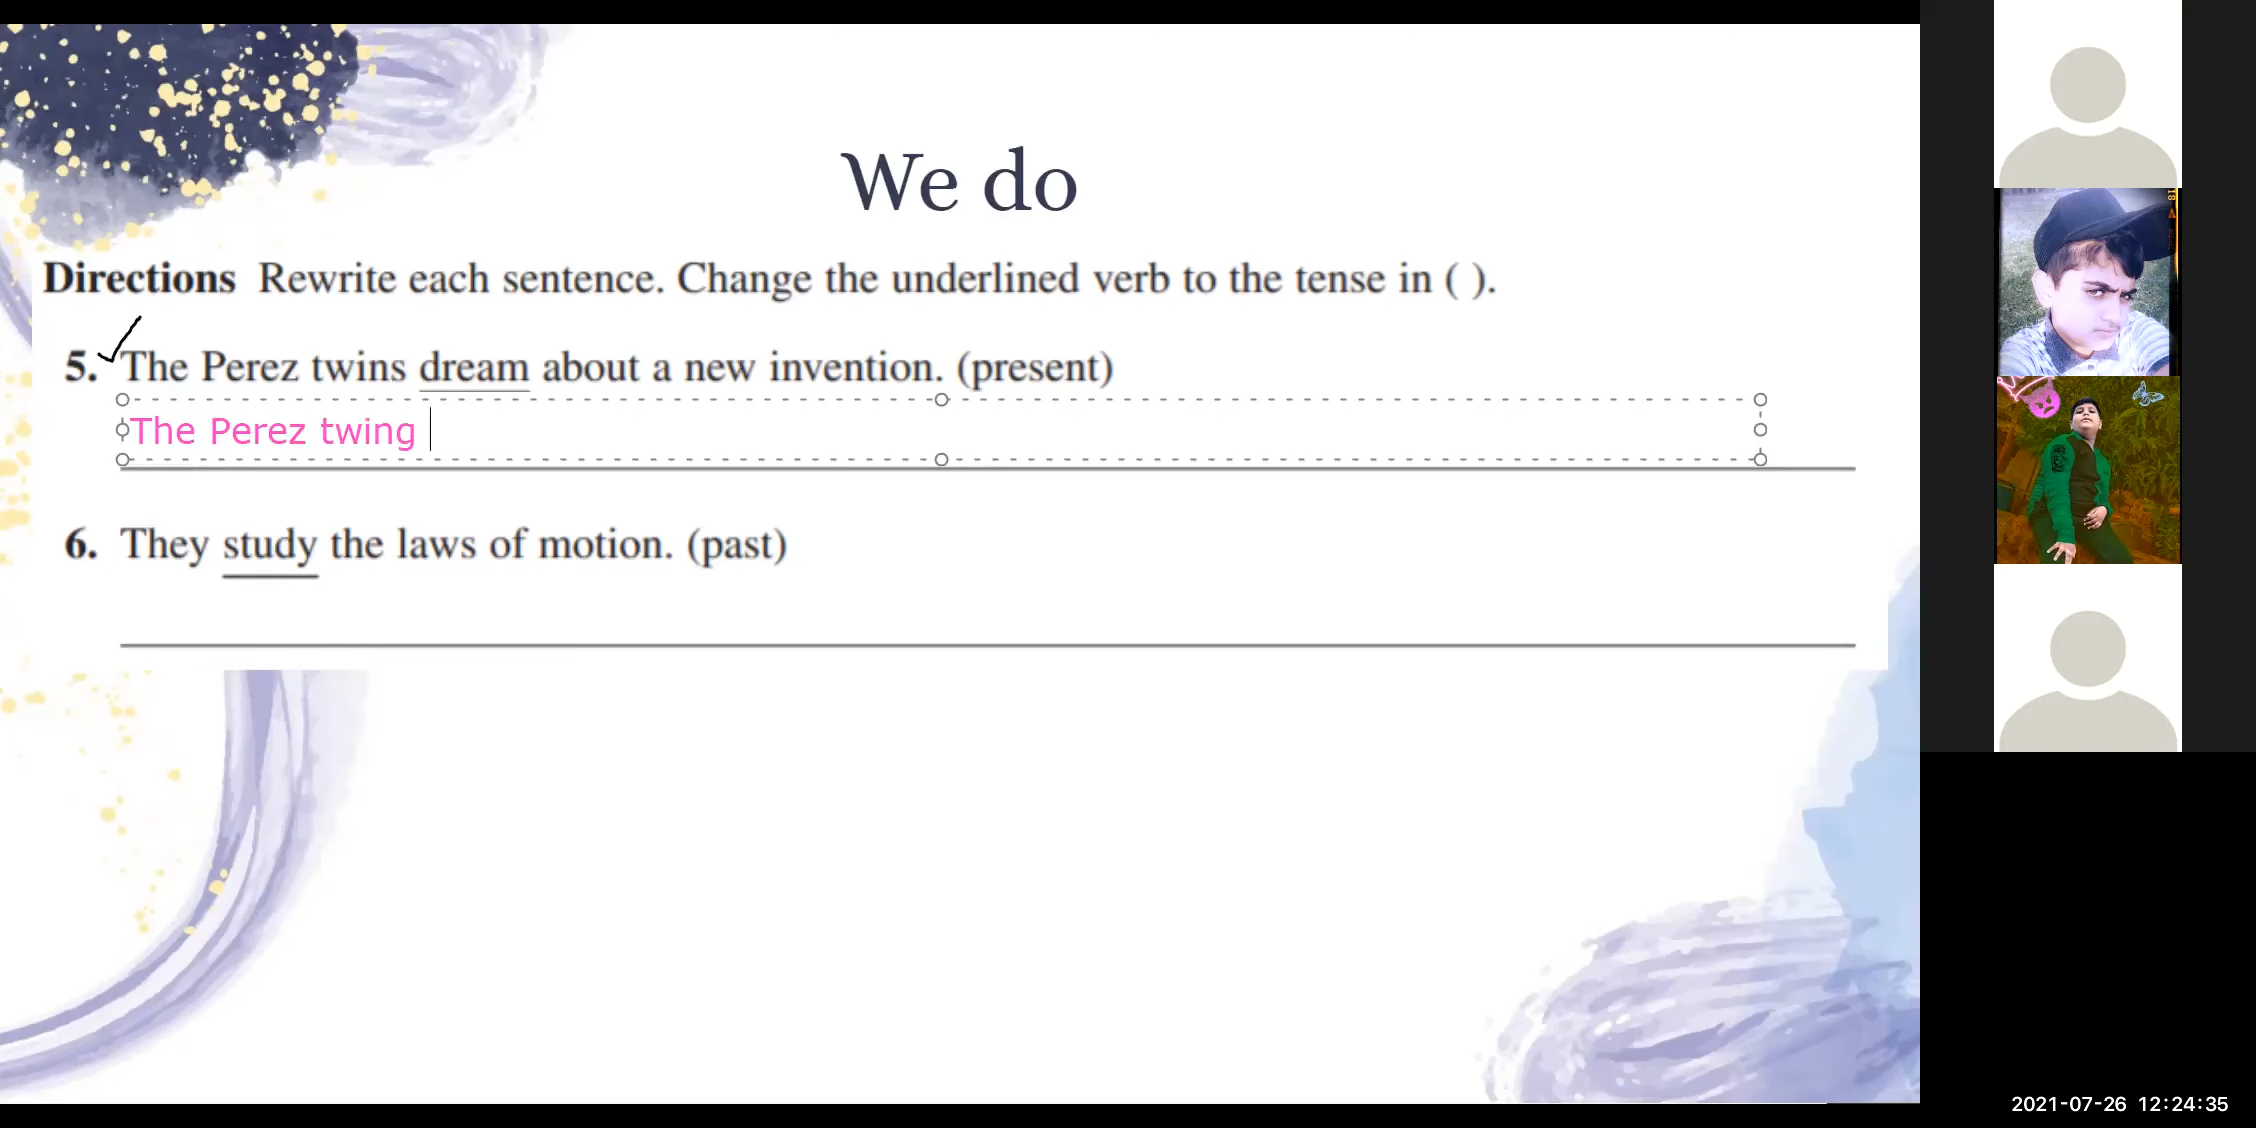 We do
Directions Rewrite each sentence. Change the underlined verb to the tense in ( ).
5. The Perez twins dream about a new invention. (present)
The Perez twing
6. They study the laws of motion. (past)
2021-07-26 12:24:35